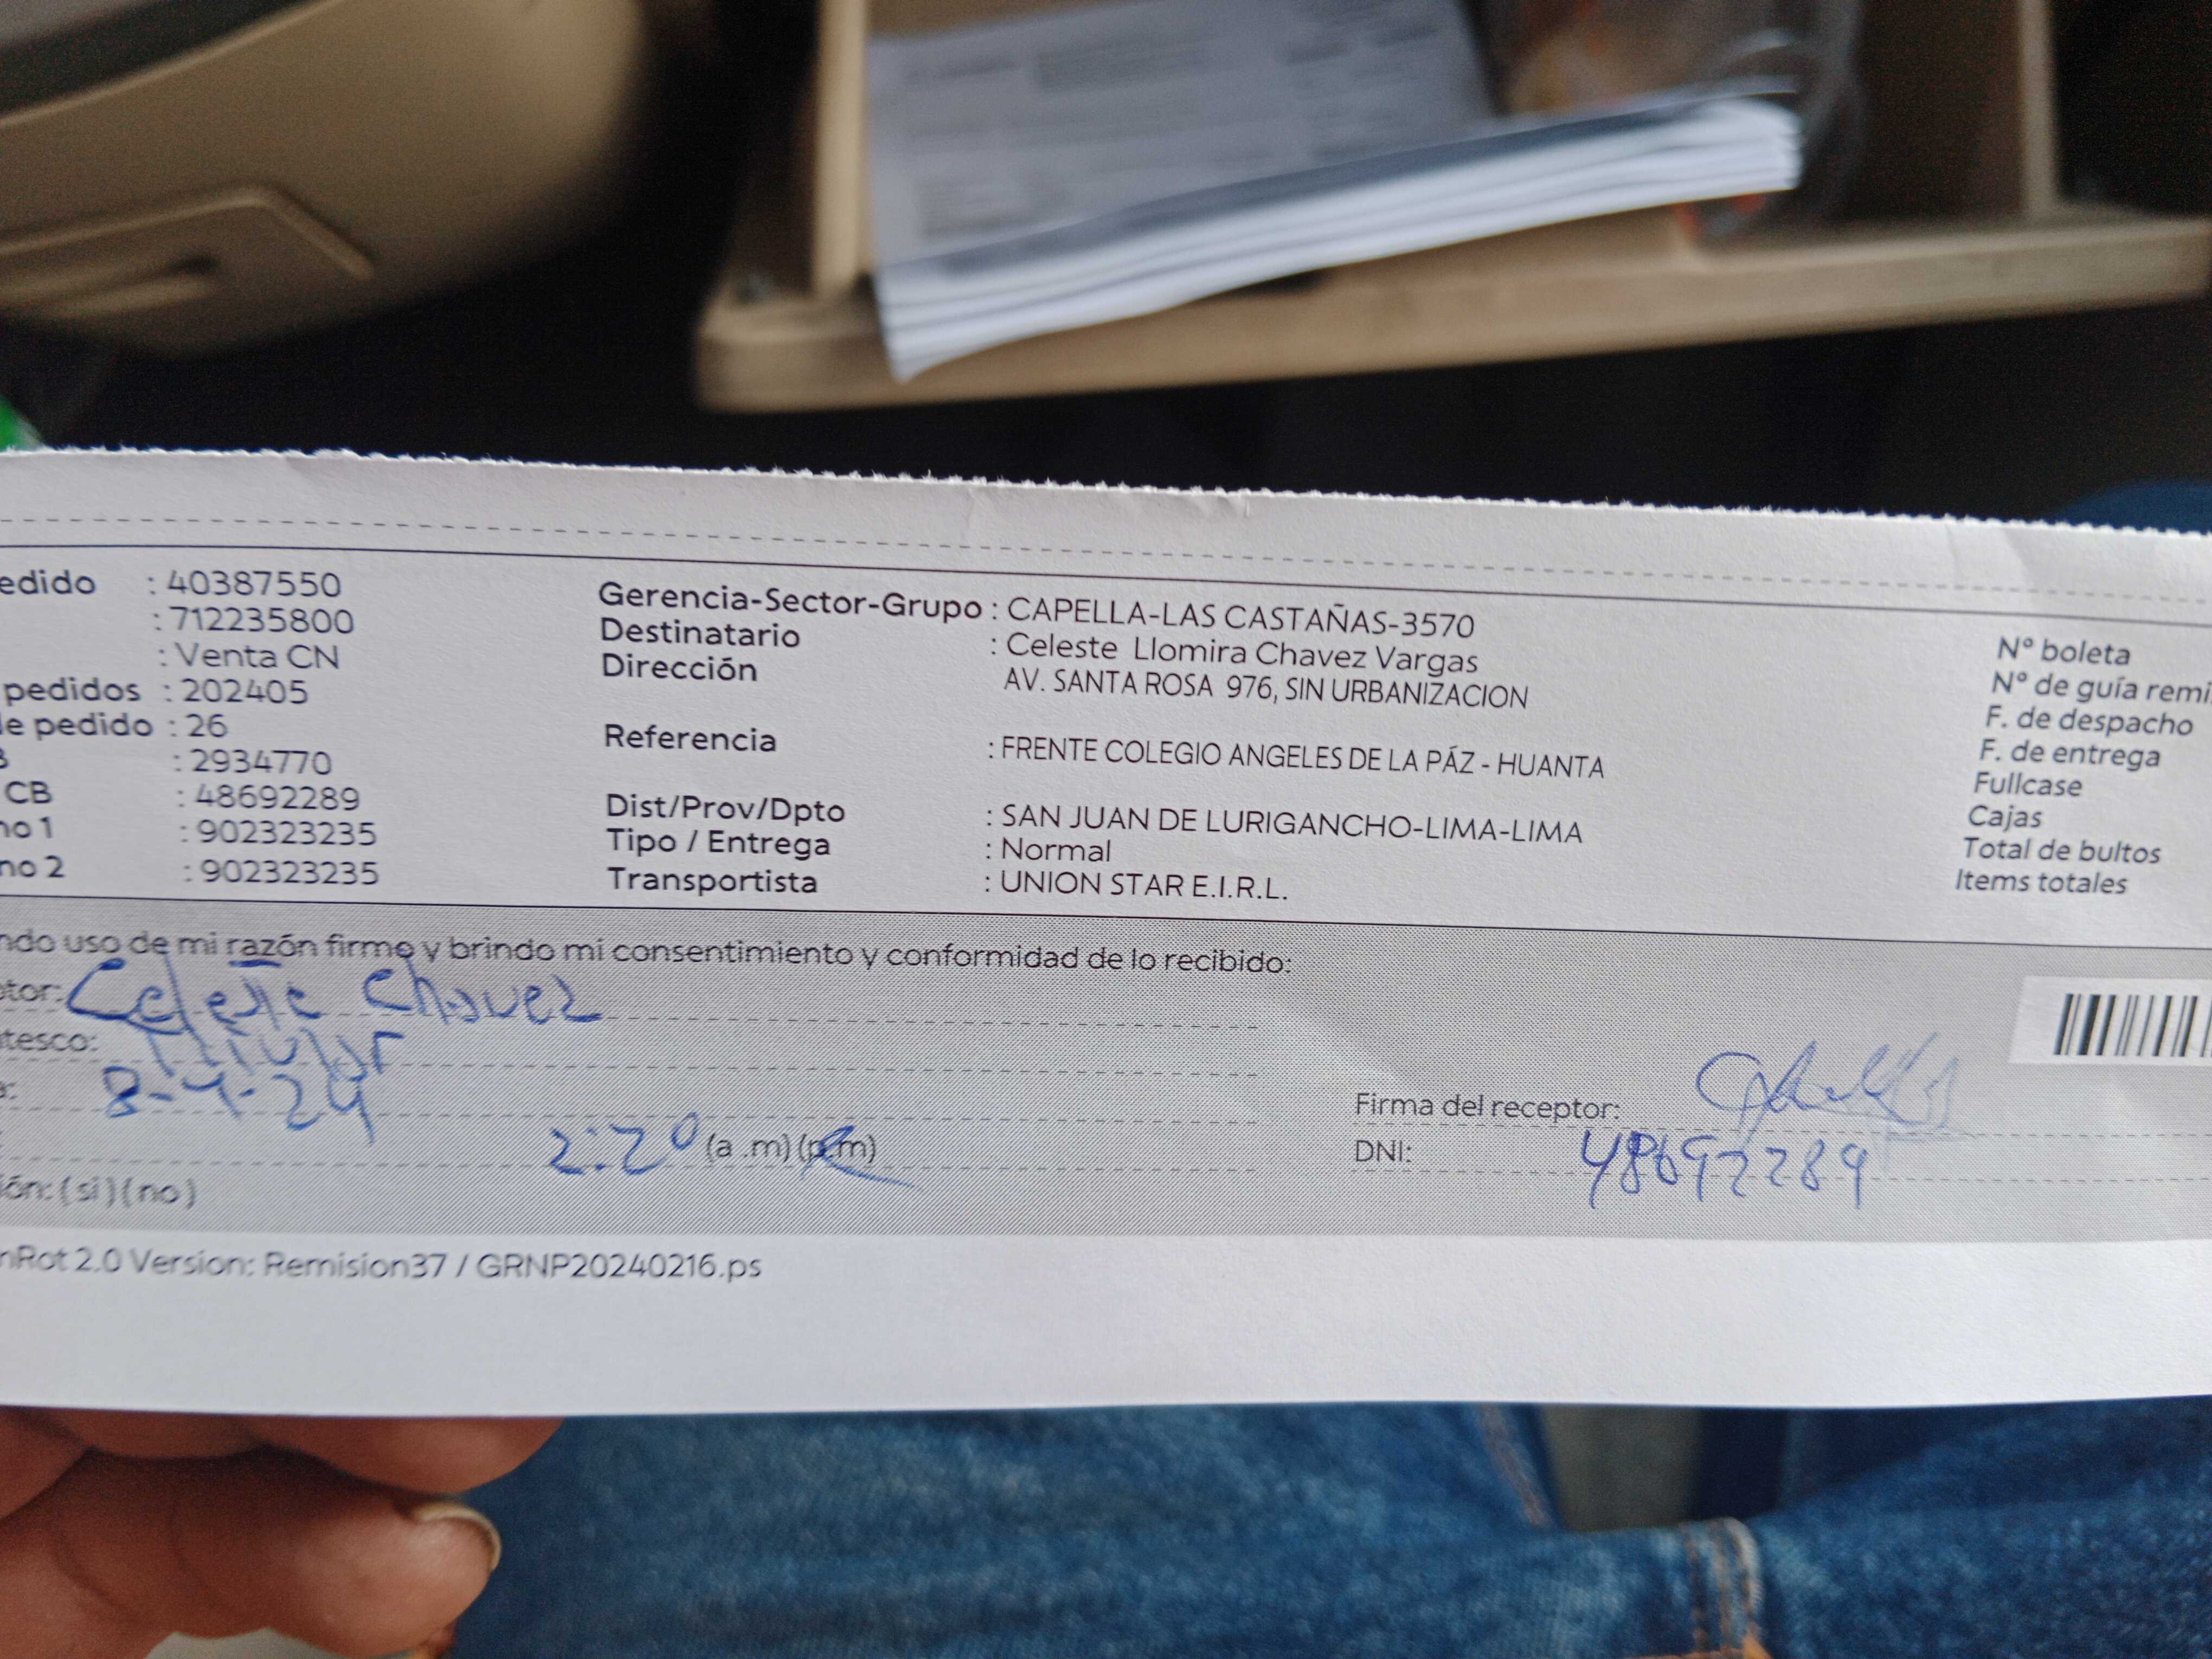 edido : 40387550
: 712235800
: Venta CN
pedidos : 202405
de pedido : 26
: 2934770
CB : 48692289
no 1 : 902323235
no 2 : 902323235
Gerencia-Sector-Grupo : CAPELLA-LAS CASTAÑAS-3570
Destinatario : Celeste Llomira Chavez Vargas
Dirección AV. SANTA ROSA 976, SIN URBANIZACION
Referencia : FRENTE COLEGIO ANGELES DE LA PÁZ - HUANTA
Dist/Prov/Dpto : SAN JUAN DE LURIGANCHO-LIMA-LIMA
Tipo / Entrega : Normal
Transportista : UNION STAR E.I.R.L.
Nº boleta
Nº de guía remi
F. de despacho
F. de entrega
Fullcase
Cajas
Total de bultos
Items totales
ndo uso de mi razón firmo y brindo mi consentimiento y conformidad de lo recibido:
ptor: Celeste Chavez
ntesco: Titular
a: 8-4-24
2:20 (a .m) (p.m)
ión: (si) (no)
Firma del receptor:
DNI: 48692289
nRot 2.0 Version: Remision37 / GRNP20240216.ps